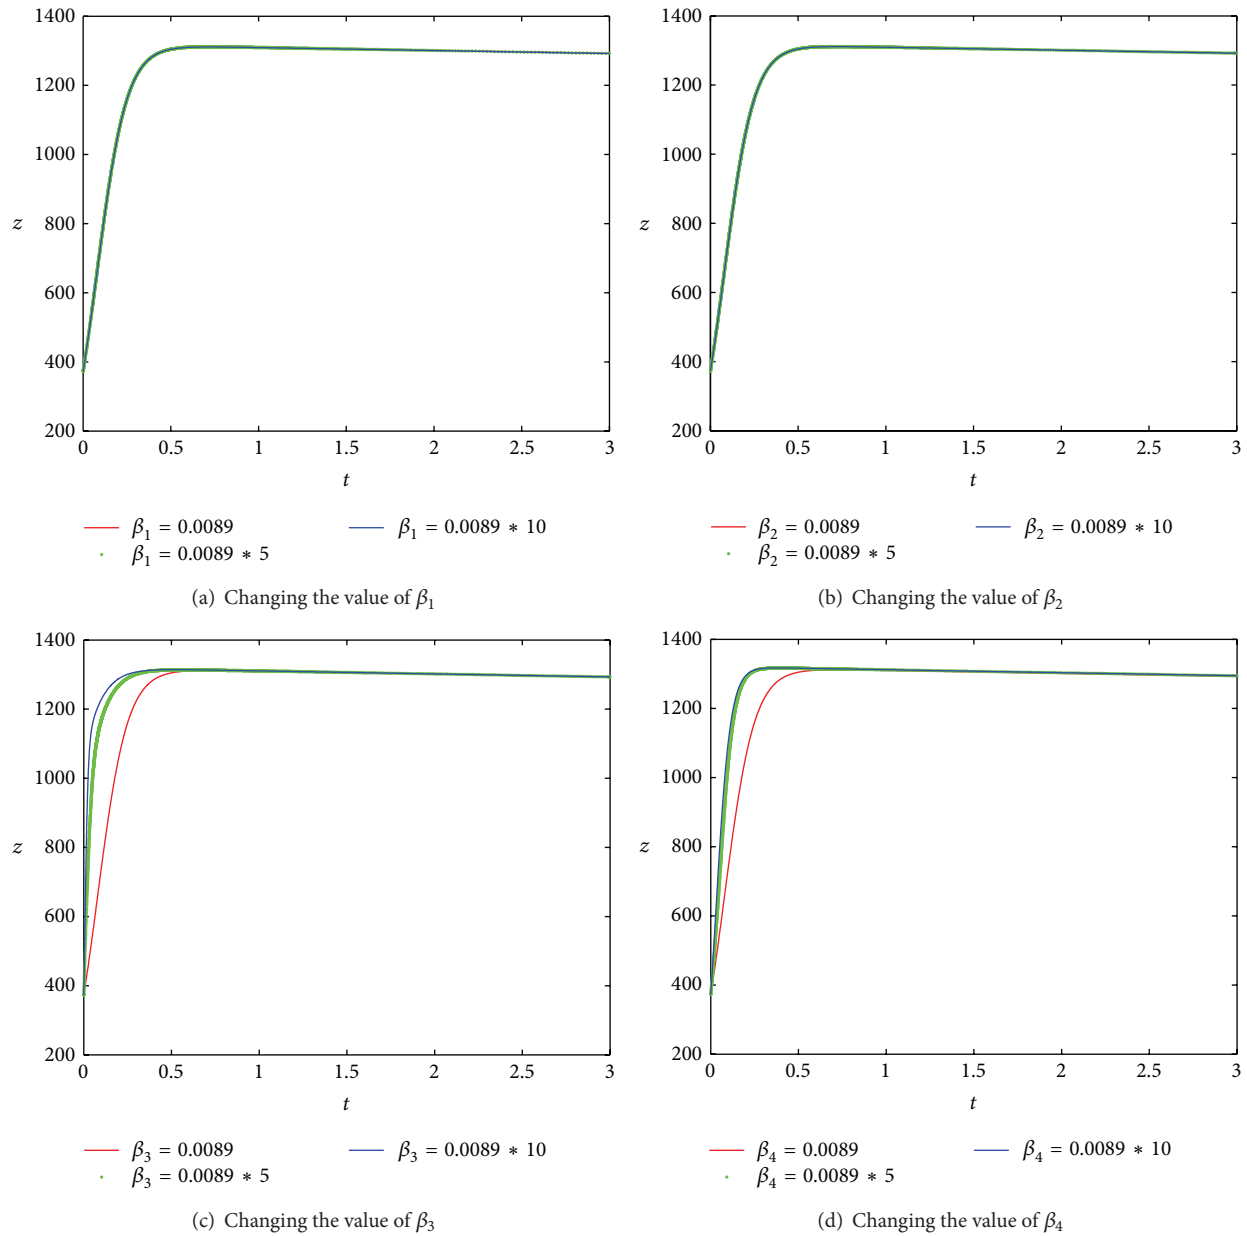 1400
1200
1000
800
600
400
200
z
0
0.5
1
1.5
2
2.5
3
t
β₁ = 0.0089
β₁ = 0.0089 * 10
β₁ = 0.0089 * 5
(a) Changing the value of β₁
1400
1200
1000
800
600
400
200
z
0
0.5
1
1.5
2
2.5
3
t
β₂ = 0.0089
β₂ = 0.0089 * 10
β₂ = 0.0089 * 5
(b) Changing the value of β₂
1400
1200
1000
800
600
400
200
z
0
0.5
1
1.5
2
2.5
3
t
β₃ = 0.0089
β₃ = 0.0089 * 10
β₃ = 0.0089 * 5
(c) Changing the value of β₃
1400
1200
1000
800
600
400
200
z
0
0.5
1
1.5
2
2.5
3
t
β₄ = 0.0089
β₄ = 0.0089 * 10
β₄ = 0.0089 * 5
(d) Changing the value of β₄